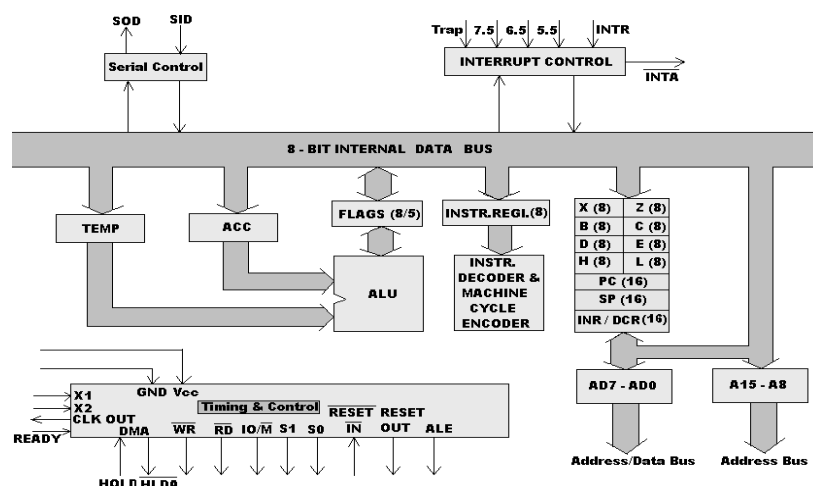 SOD SID
Serial Control
Trap 7.5 6.5 5.5 INTR
INTERRUPT CONTROL
INTA
8 - BIT INTERNAL DATA BUS
TEMP
ACC
FLAGS (8/5)
INSTR.REGI.(8)
ALU
INSTR.
DECODER &
MACHINE
CYCLE
ENCODER
X (8) Z (8)
B (8) C (8)
D (8) E (8)
H (8) L (8)
PC (16)
SP (16)
INR / DCR (16)
AD7 - AD0
A15 - A8
Address/Data Bus
Address Bus
GND Vcc
X1
X2
CLK OUT
READY
Timing & Control
DMA WR RD IO/M S1 S0 RESET IN RESET OUT ALE
HOLD HLDA